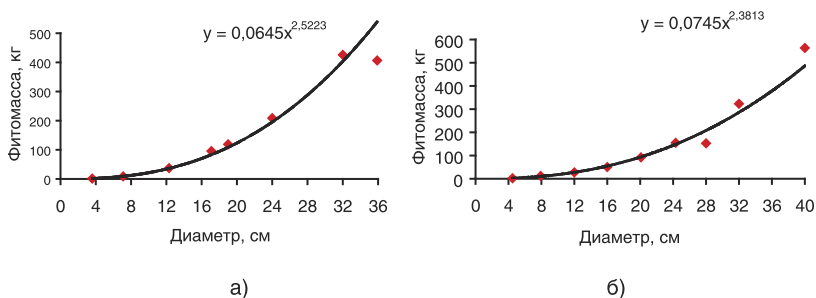 y = 0,0645x^2,5223
Фитомасса, кг
500
400
300
200
100
0
0 4 8 12 16 20 24 28 32 36
Диаметр, см
а)
y = 0,0745x^2,3813
Фитомасса, кг
600
500
400
300
200
100
0
0 4 8 12 16 20 24 28 32 36 40
Диаметр, см
б)